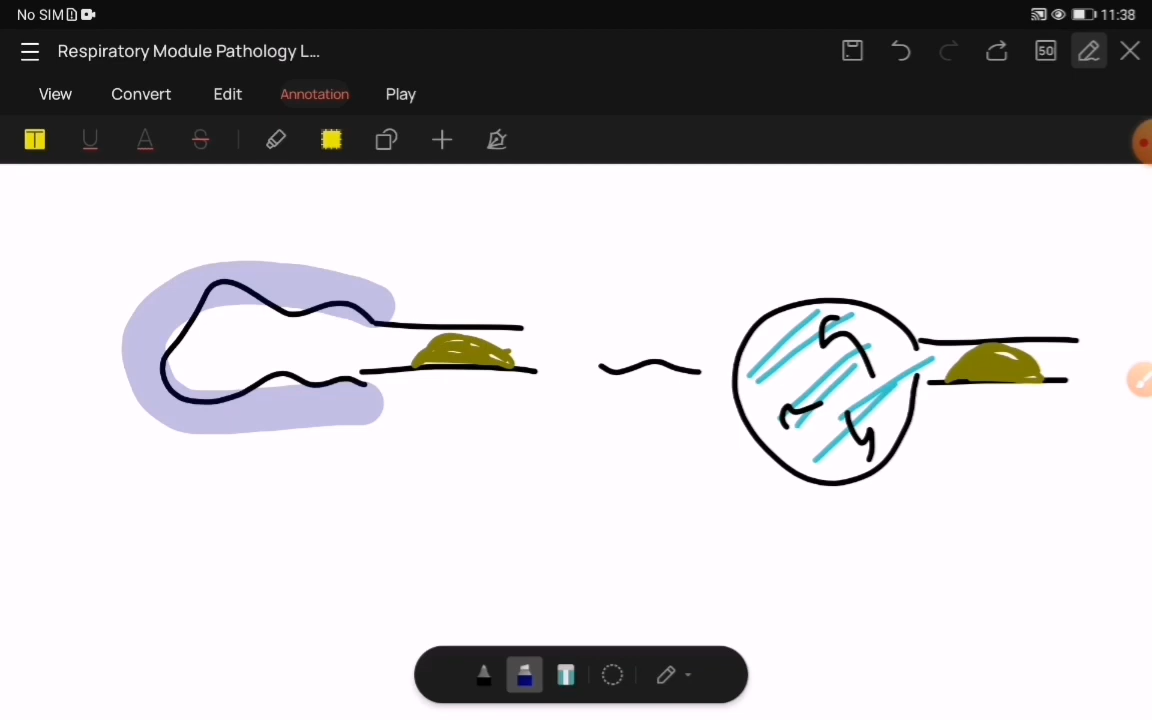 No SIM 11:38
Respiratory Module Pathology L... 50
View Convert Edit Annotation Play
T U A S